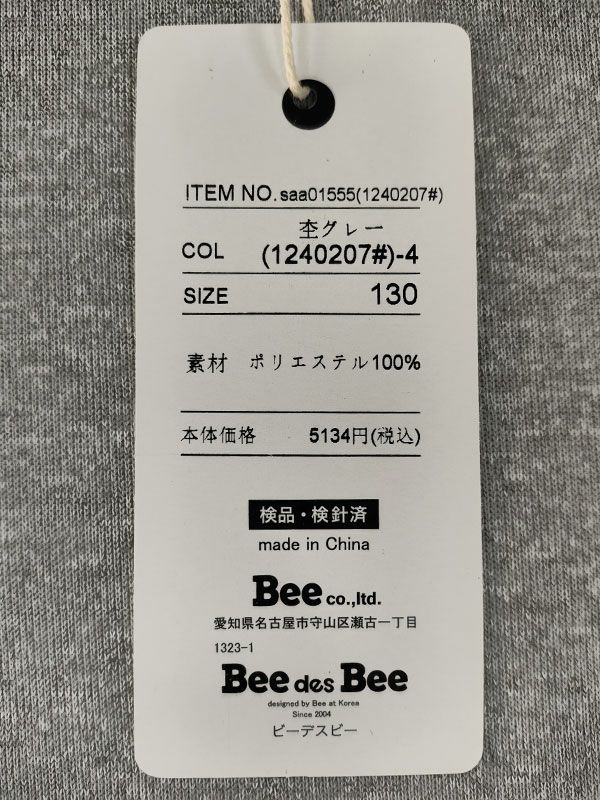 ITEM NO. saa01555(1240207#)
杢グレー
COL (1240207#)-4
SIZE 130
素材 ポリエステル100%
本体価格 5134円(税込)
検品・検針済
made in China
Bee co.,ltd.
愛知県名古屋市守山区瀬古一丁目
1323-1
Bee des Bee
designed by Bee at Korea
Since 2004
ビーデスビー